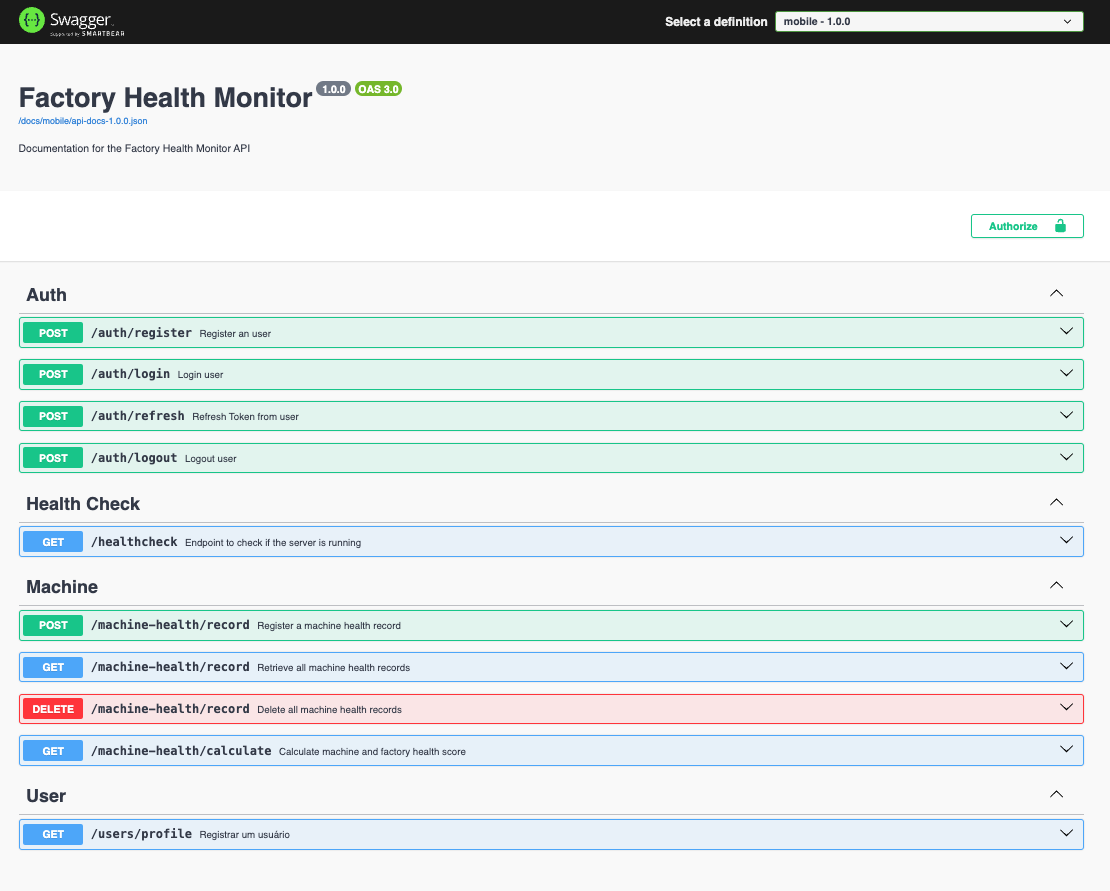 Swagger
Supported by SMARTBEAR
Select a definition
mobile - 1.0.0
Factory Health Monitor 1.0.0 OAS 3.0
/docs/mobile/api-docs-1.0.0.json
Documentation for the Factory Health Monitor API
Authorize
Auth
POST /auth/register Register an user
POST /auth/login Login user
POST /auth/refresh Refresh Token from user
POST /auth/logout Logout user
Health Check
GET /healthcheck Endpoint to check if the server is running
Machine
POST /machine-health/record Register a machine health record
GET /machine-health/record Retrieve all machine health records
DELETE /machine-health/record Delete all machine health records
GET /machine-health/calculate Calculate machine and factory health score
User
GET /users/profile Registrar um usuário